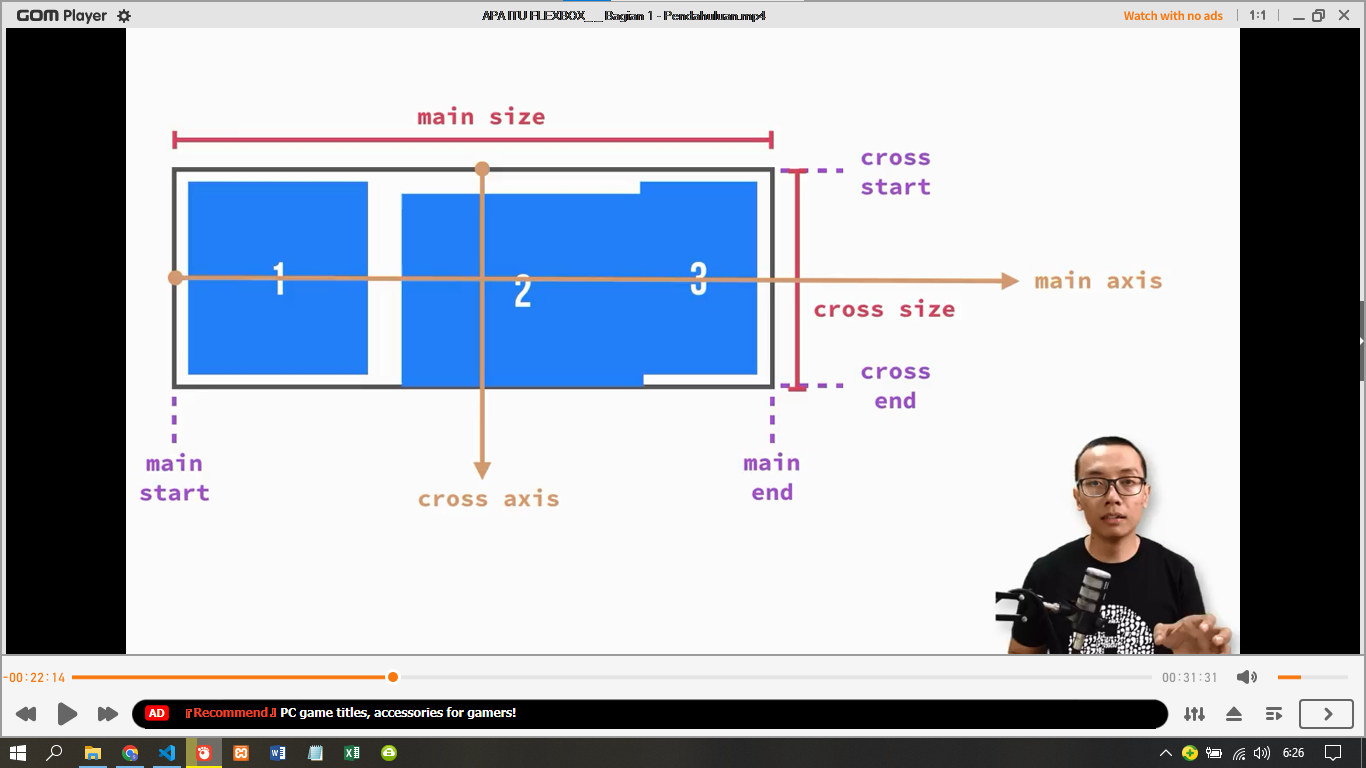 GOM Player
APA ITU FLEXBOX__ Bagian 1 - Pendahuluan.mp4
Watch with no ads
1:1
main size
cross
start
1
2
3
main axis
cross size
cross
end
main
start
main
end
cross axis
-00:22:14
00:31:31
AD
『Recommend』 PC game titles, accessories for gamers!
6:26